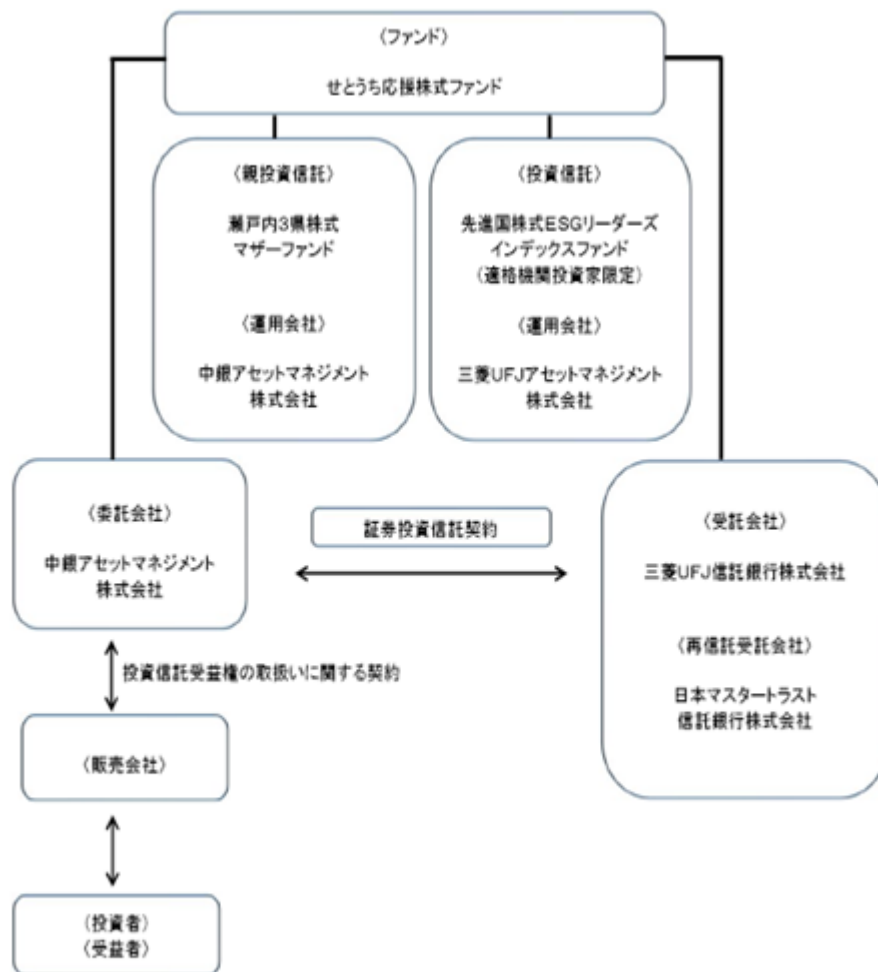 〈ファンド〉
せとうち応援株式ファンド
〈親投資信託〉
瀬戸内3県株式
マザーファンド
〈運用会社〉
中銀アセットマネジメント
株式会社
〈投資信託〉
先進国株式ESGリーダーズ
インデックスファンド
（適格機関投資家限定）
〈運用会社〉
三菱UFJアセットマネジメント
株式会社
〈委託会社〉
中銀アセットマネジメント
株式会社
証券投資信託契約
〈受託会社〉
三菱UFJ信託銀行株式会社
〈再信託受託会社〉
日本マスタートラスト
信託銀行株式会社
投資信託受益権の取扱いに関する契約
〈販売会社〉
〈投資者〉
〈受益者〉